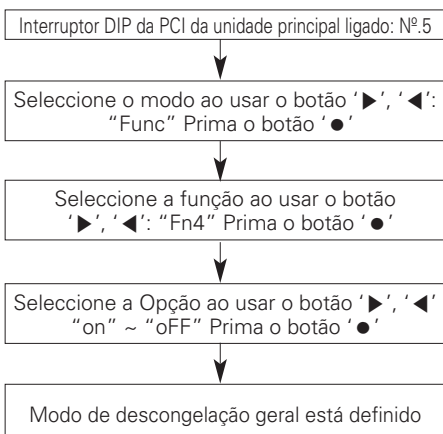 Interruptor DIP da PCI da unidade principal ligado: Nº.5
Seleccione o modo ao usar o botão ‘▶’, ‘◀’:
“Func” Prima o botão ‘●’
Seleccione a função ao usar o botão
‘▶’, ‘◀’: “Fn4” Prima o botão ‘●’
Seleccione a Opção ao usar o botão ‘▶’, ‘◀’
“on” ~ “oFF” Prima o botão ‘●’
Modo de descongelação geral está definido